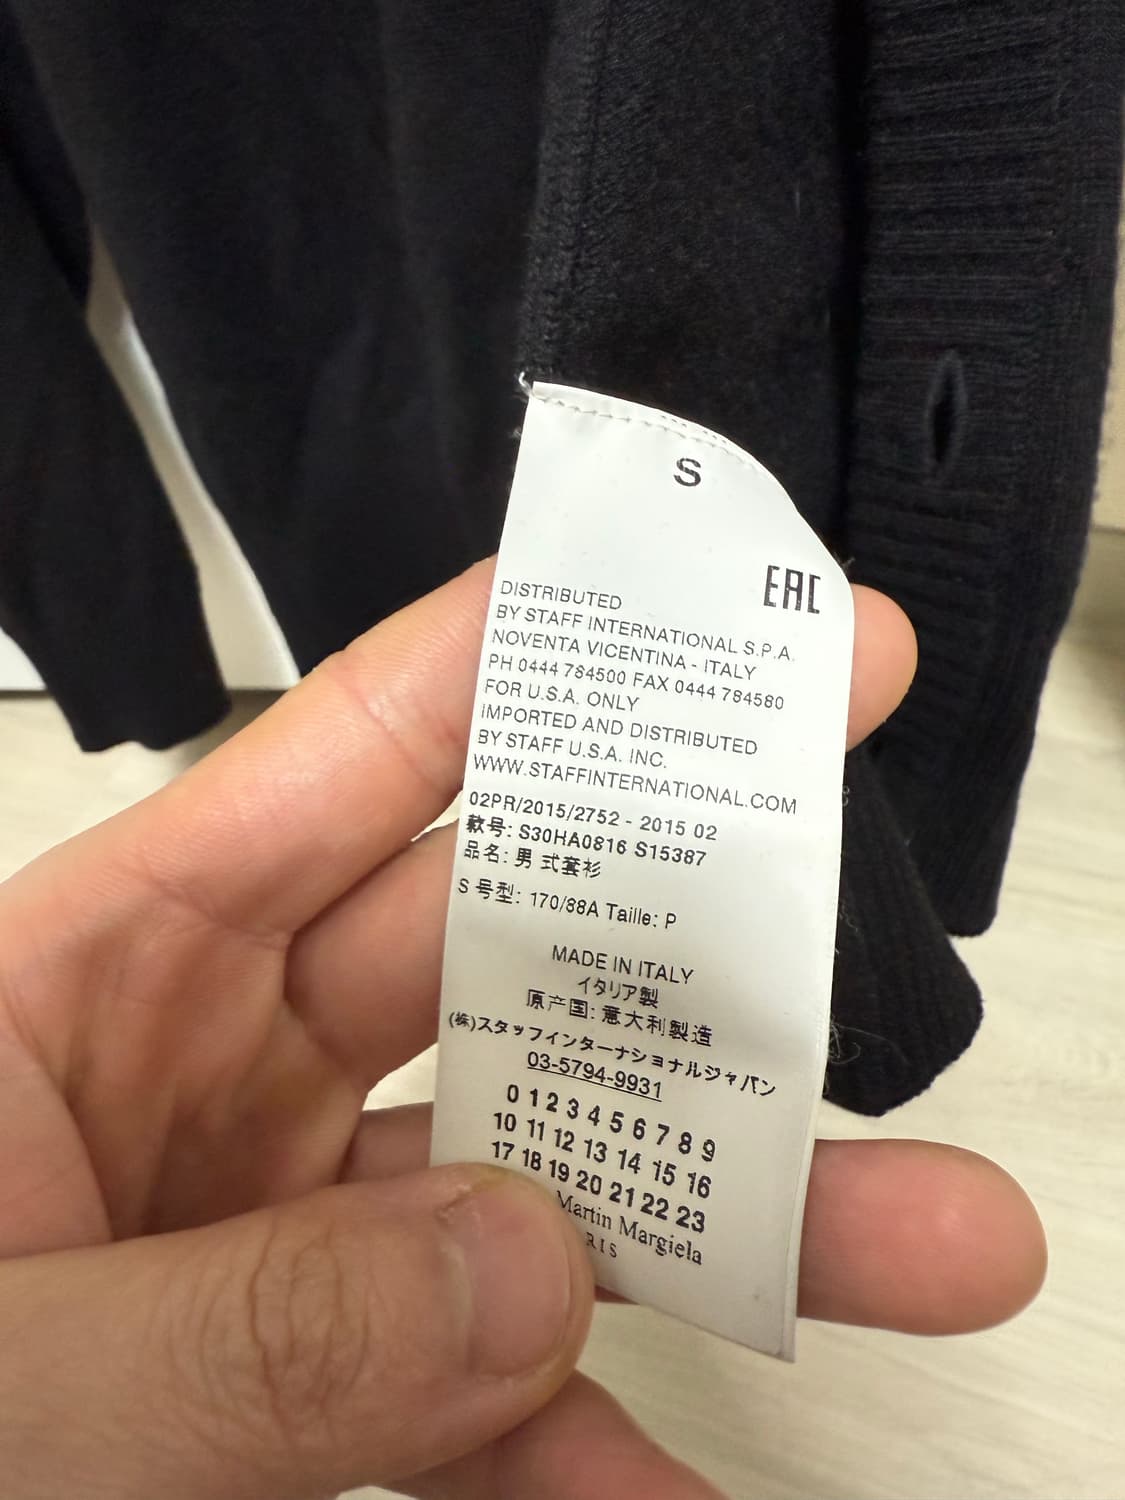 S
EAC
DISTRIBUTED
BY STAFF INTERNATIONAL S.P.A.
NOVENTA VICENTINA - ITALY
PH 0444 784500 FAX 0444 784580
FOR U.S.A. ONLY
IMPORTED AND DISTRIBUTED
BY STAFF U.S.A. INC.
WWW.STAFFINTERNATIONAL.COM
02PR/2015/2752 - 2015 02
款号: S30HA0816 S15387
品名: 男 式套衫
S 号型: 170/88A Taille: P
MADE IN ITALY
イタリア製
原产国: 意大利製造
(株)スタッフインターナショナルジャパン
03-5794-9931
0 1 2 3 4 5 6 7 8 9
10 11 12 13 14 15 16
17 18 19 20 21 22 23
Martin Margiela